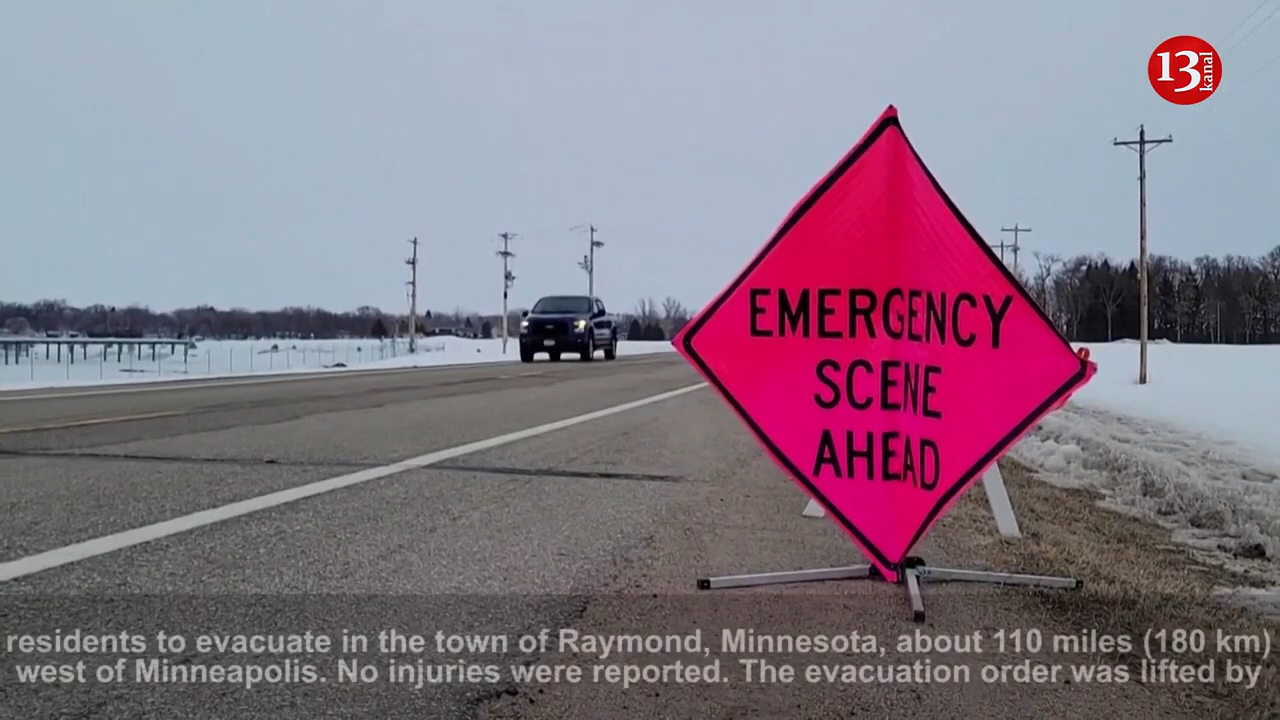 13 kanal
EMERGENCY
SCENE
AHEAD
residents to evacuate in the town of Raymond, Minnesota, about 110 miles (180 km)
west of Minneapolis. No injuries were reported. The evacuation order was lifted by